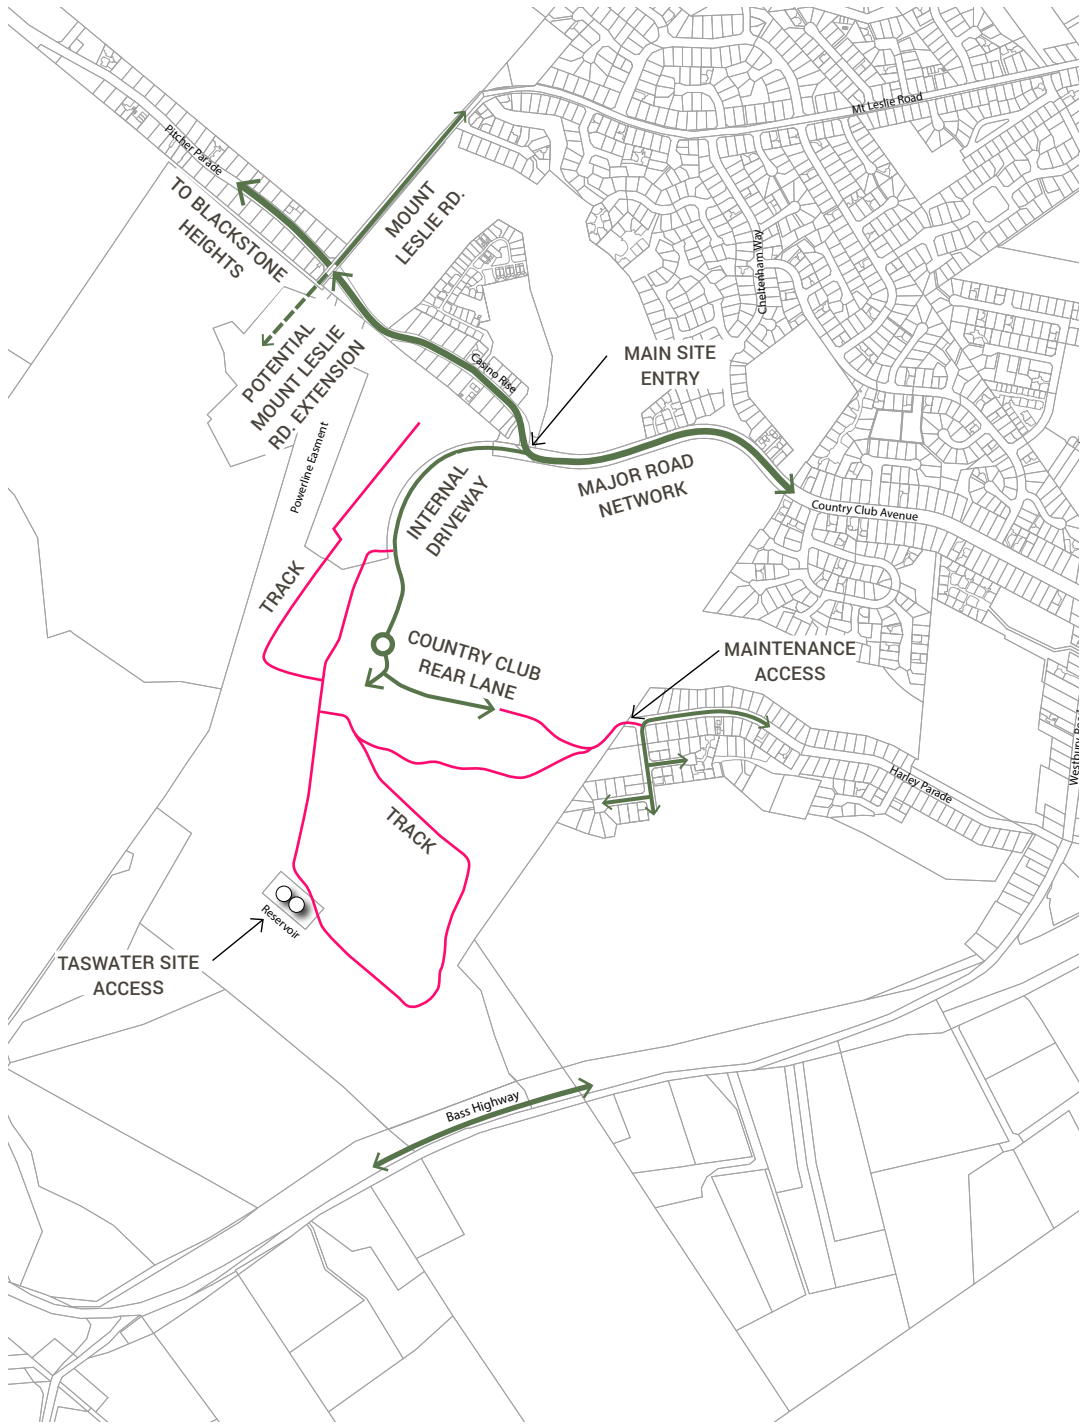 Mt Leslie Road
Pitcher Parade
TO BLACKSTONE
HEIGHTS
MOUNT
LESLIE RD.
Cheltenham Way
POTENTIAL
MOUNT LESLIE
RD. EXTENSION
Casino Rise
MAIN SITE
ENTRY
Powerline Easment
INTERNAL
DRIVEWAY
MAJOR ROAD
NETWORK
Country Club Avenue
TRACK
COUNTRY CLUB
REAR LANE
MAINTENANCE
ACCESS
Harley Parade
TRACK
Reservoir
TASWATER SITE
ACCESS
Bass Highway